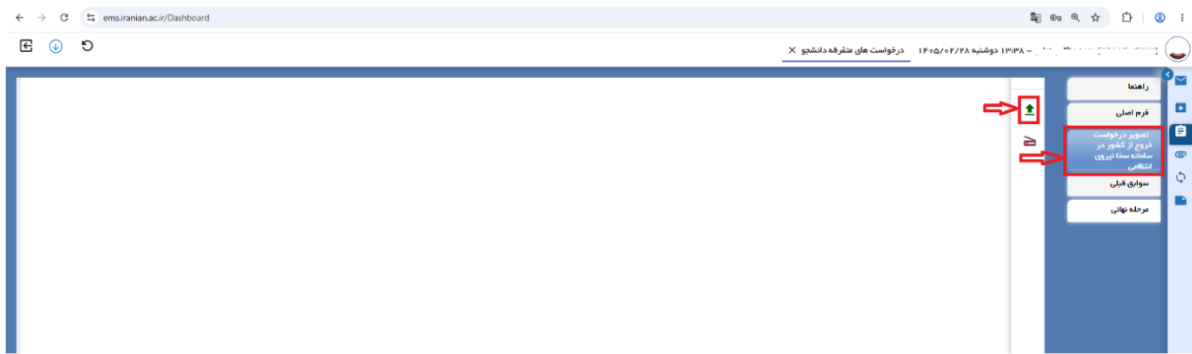 ems.iranian.ac.ir/Dashboard
۱۳:۳۸ دوشنبه ۱۴۰۵/۰۲/۲۸
درخواست های متفرقه دانشجو ✕
راهنما
فرم اصلی
تصویر درخواست
خروج از کشور در
سامانه سخا نیروی
انتظامی
سوابق قبلی
مرحله نهائی